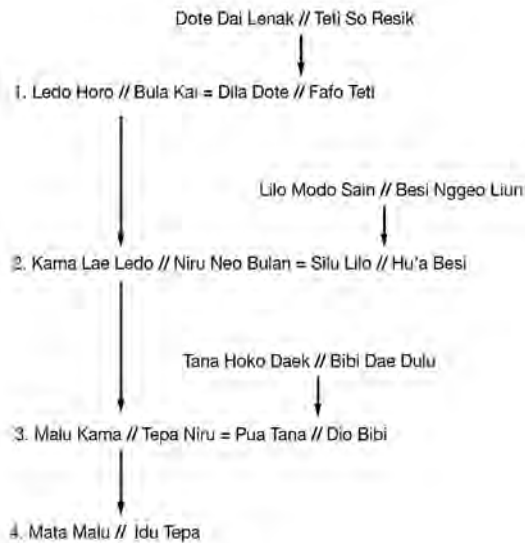 Dote Dai Lenak // Teti So Resik
1. Ledo Horo // Bula Kai = Dila Dote // Fafo Teti
Lilo Modo Sain // Besi Nggeo Liun
2. Kama Lae Ledo // Niru Neo Bulan = Silu Lilo // Hu'a Besi
Tana Hoko Daek // Bibi Dae Dulu
3. Malu Kama // Tepa Niru = Pua Tana // Dio Bibi
4. Mata Malu // Idu Tepa